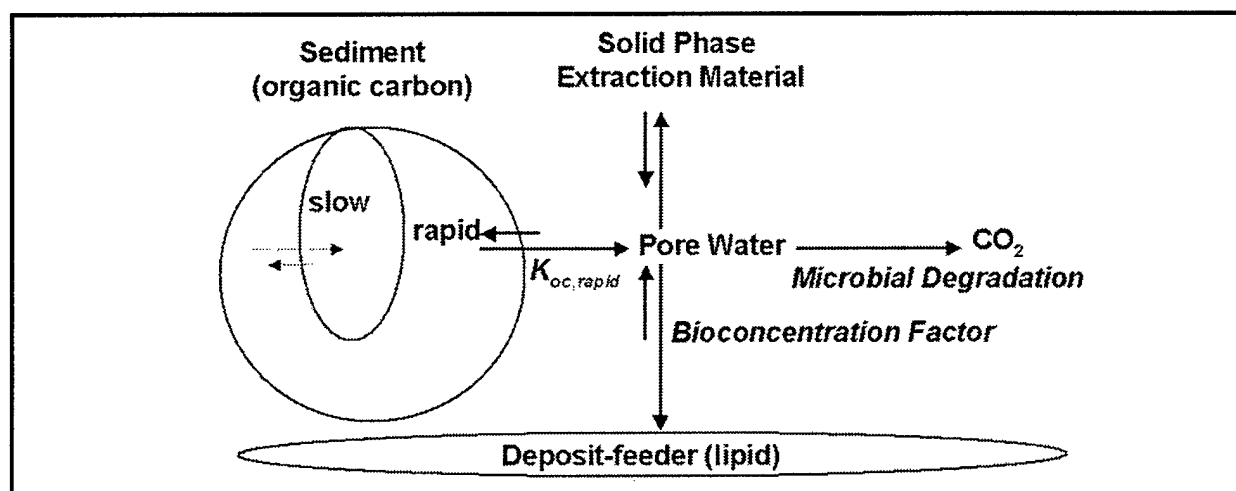 Sediment
(organic carbon)
Solid Phase
Extraction Material
slow
rapid
Koc,rapid
Pore Water
CO2
Microbial Degradation
Bioconcentration Factor
Deposit-feeder (lipid)